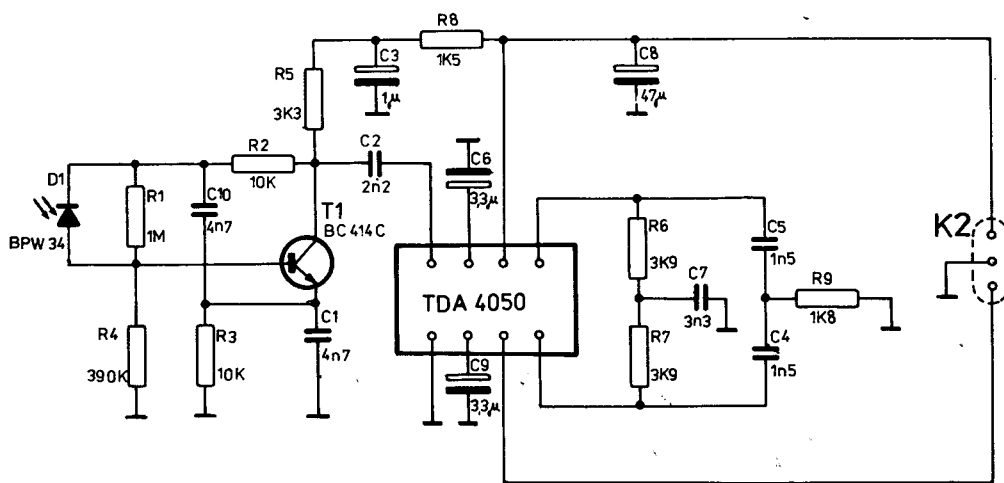 R8
1K5
C3
1µ
C8
47µ
R5
3K3
R2
10K
C2
2n2
C6
3,3µ
D1
BPW 34
R1
1M
C10
4n7
T1
BC 414 C
R6
3K9
C5
1n5
K2
TDA 4050
C7
3n3
R9
1K8
R4
390K
R3
10K
C1
4n7
R7
3K9
C4
1n5
C9
3,3µ